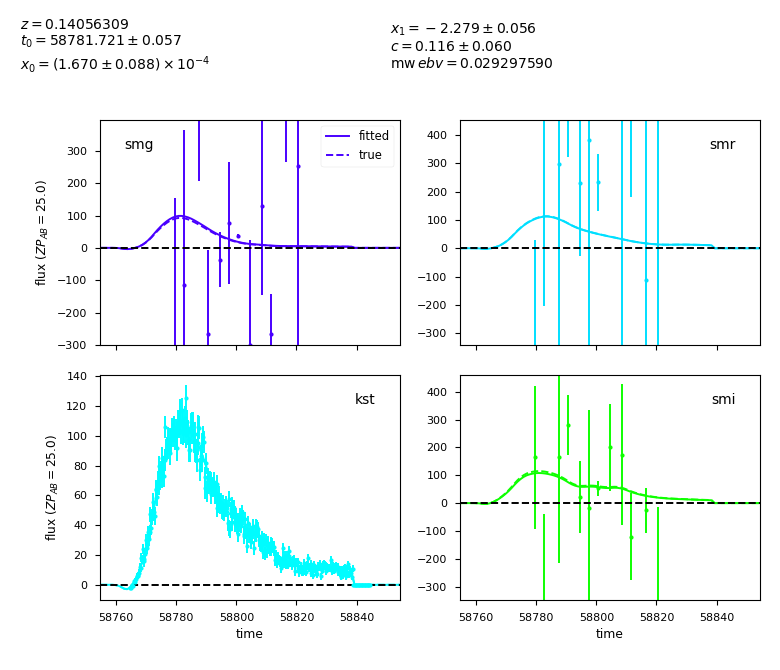 z = 0.14056309
t₀ = 58781.721 ± 0.057
x₀ = (1.670 ± 0.088) × 10⁻⁴
x₁ = −2.279 ± 0.056
c = 0.116 ± 0.060
mw ebv = 0.029297590
smg
fitted
true
300
200
100
0
−100
−200
−300
flux (ZP_AB = 25.0)
smr
400
300
200
100
0
−100
−200
−300
kst
140
120
100
80
60
40
20
0
flux (ZP_AB = 25.0)
58760 58780 58800 58820 58840
time
smi
400
300
200
100
0
−100
−200
−300
58760 58780 58800 58820 58840
time